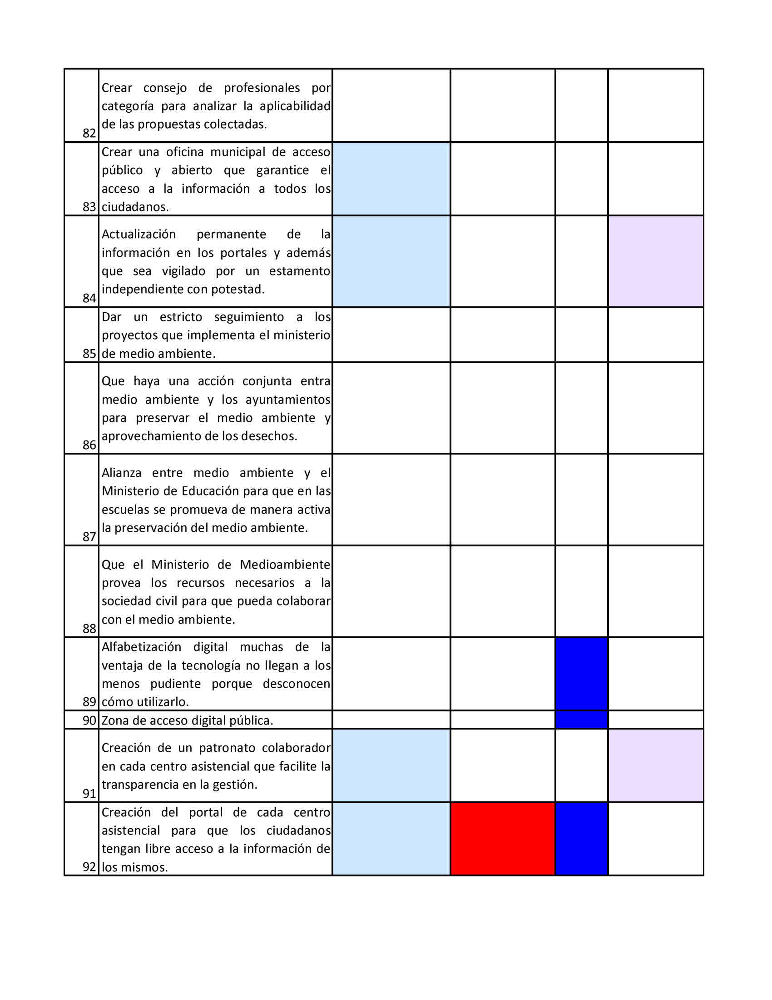 Crear consejo de profesionales por
categoría para analizar la aplicabilidad
de las propuestas colectadas.
82
Crear una oficina municipal de acceso
público y abierto que garantice el
acceso a la información a todos los
83 ciudadanos.
Actualización permanente de la
información en los portales y además
que sea vigilado por un estamento
independiente con potestad.
84
Dar un estricto seguimiento a los
proyectos que implementa el ministerio
85 de medio ambiente.
Que haya una acción conjunta entra
medio ambiente y los ayuntamientos
para preservar el medio ambiente y
aprovechamiento de los desechos.
86
Alianza entre medio ambiente y el
Ministerio de Educación para que en las
escuelas se promueva de manera activa
la preservación del medio ambiente.
87
Que el Ministerio de Medioambiente
provea los recursos necesarios a la
sociedad civil para que pueda colaborar
con el medio ambiente.
88
Alfabetización digital muchas de la
ventaja de la tecnología no llegan a los
menos pudiente porque desconocen
89 cómo utilizarlo.
90 Zona de acceso digital pública.
Creación de un patronato colaborador
en cada centro asistencial que facilite la
transparencia en la gestión.
91
Creación del portal de cada centro
asistencial para que los ciudadanos
tengan libre acceso a la información de
92 los mismos.